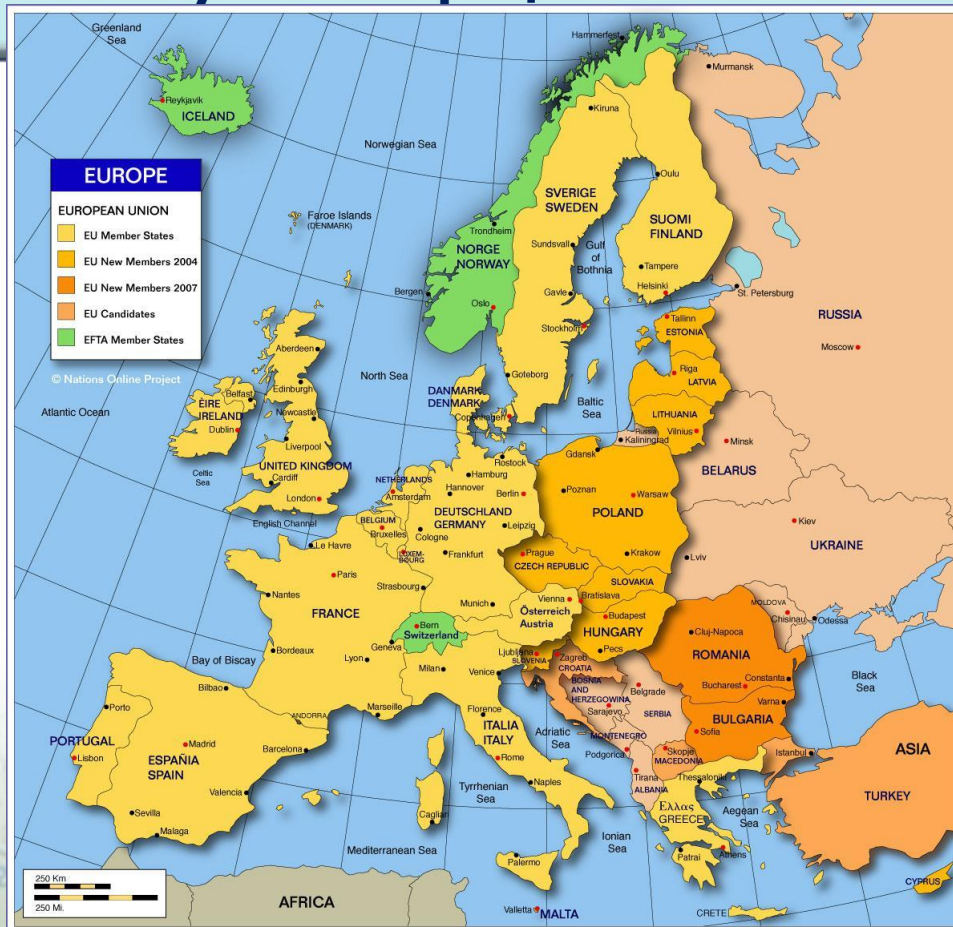 Greenland
Sea
Hammerfest
Murmansk
Reykjavik
ICELAND
Kiruna
Norwegian Sea
EUROPE
EUROPEAN UNION
EU Member States
EU New Members 2004
EU New Members 2007
EU Candidates
EFTA Member States
© Nations Online Project
Faroe Islands
(DENMARK)
Oulu
SVERIGE
SWEDEN
SUOMI
FINLAND
Trondheim
NORGE
NORWAY
Sundsvall
Gulf
of
Bothnia
Tampere
Bergen
Gavle
Helsinki
St. Petersburg
Oslo
Stockholm
Tallinn
ESTONIA
RUSSIA
Moscow
Aberdeen
North Sea
Goteborg
Riga
LATVIA
Edinburgh
DANMARK
DENMARK
Baltic
Sea
Atlantic Ocean
ÉIRE
IRELAND
Belfast
Newcastle
Copenhagen
LITHUANIA
Vilnius
Russia
Kaliningrad
Minsk
Dublin
Liverpool
Gdansk
BELARUS
Celtic
Sea
UNITED KINGDOM
Cardiff
London
Rostock
Hamburg
NETHERLANDS
Amsterdam
Hannover
Berlin
Poznan
Warsaw
POLAND
English Channel
BELGIUM
Bruxelles
DEUTSCHLAND
GERMANY
Cologne
Leipzig
Kiev
UKRAINE
Le Havre
LUXEM-
BOURG
Frankfurt
Prague
CZECH REPUBLIC
Krakow
Lviv
Paris
Strasbourg
SLOVAKIA
Nantes
Munich
Vienna
Bratislava
Österreich
Austria
Budapest
HUNGARY
MOLDOVA
Chisinau
Odessa
FRANCE
Bern
Switzerland
Geneva
Cluj-Napoca
ROMANIA
Bay of Biscay
Bordeaux
Lyon
Milan
Venice
Ljubljana
SLOVENIA
Zagreb
CROATIA
Pecs
Constanta
Black
Sea
Bilbao
BOSNIA
AND
HERZEGOWINA
Sarajevo
Belgrade
SERBIA
Bucharest
Varna
Porto
ANDORRA
Marseille
Florence
BULGARIA
Sofia
PORTUGAL
Lisbon
Madrid
ESPAÑIA
SPAIN
Barcelona
ITALIA
ITALY
Rome
Adriatic
Sea
MONTENEGRO
Podgorica
Skopje
MACEDONIA
Istanbul
ASIA
Valencia
Tyrrhenian
Sea
Naples
Tirana
ALBANIA
Thessaloniki
TURKEY
Sevilla
Malaga
Cagliari
Ελλας
GREECE
Aegean
Sea
Mediterranean Sea
Palermo
Ionian
Sea
Patrai
Athens
250 Km
250 Mi.
AFRICA
Valletta
MALTA
CRETE
CYPRUS